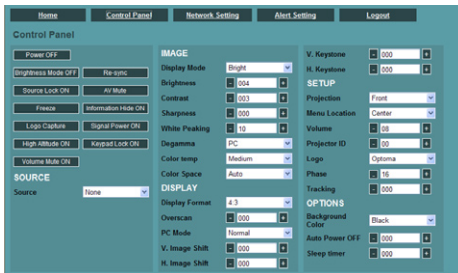 Home Control Panel Network Setting Alert Setting Logout
Control Panel
Power OFF
Brightness Mode OFF Re-sync
Source Lock ON AV Mute
Freeze Information Hide ON
Logo Capture Signal Power ON
High Altitude ON Keypad Lock ON
Volume Mute ON
SOURCE
Source None
IMAGE
Display Mode Bright
Brightness - 004 +
Contrast - 003 +
Sharpness - 000 +
White Peaking - 10 +
Degamma PC
Color temp Medium
Color Space Auto
DISPLAY
Display Format 4:3
Overscan - 000 +
PC Mode Normal
V. Image Shift - 000 +
H. Image Shift - 000 +
V. Keystone - 000 +
H. Keystone - 000 +
SETUP
Projection Front
Menu Location Center
Volume - 08 +
Projector ID - 00 +
Logo Optoma
Phase - 16 +
Tracking - 000 +
OPTIONS
Background
Color Black
Auto Power OFF - 000 +
Sleep timer - 000 +